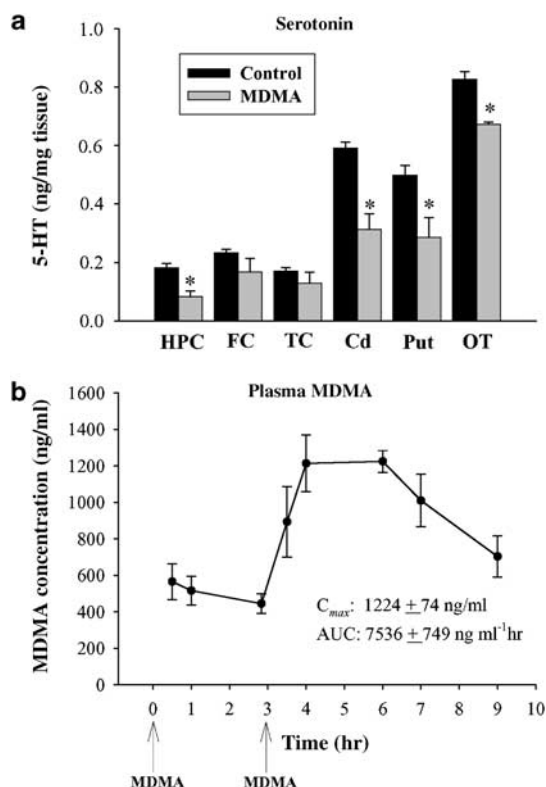 a
Serotonin
Control
MDMA
5-HT (ng/mg tissue)
1.0
0.8
0.6
0.4
0.2
0.0
*
*
*
*
HPC FC TC Cd Put OT
b
Plasma MDMA
MDMA concentration (ng/ml)
1600
1400
1200
1000
800
600
400
200
0
Cmax: 1224 ± 74 ng/ml
AUC: 7536 ± 749 ng ml⁻¹hr
0 1 2 3 4 5 6 7 8 9 10
Time (hr)
MDMA MDMA